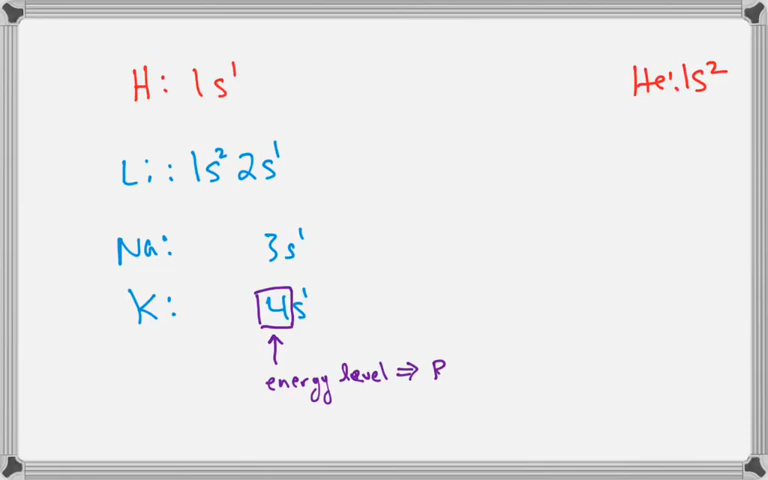 H: 1s¹ He: 1s²
Li: 1s² 2s¹
Na: 3s¹
K: 4s¹
energy level ⇒ P